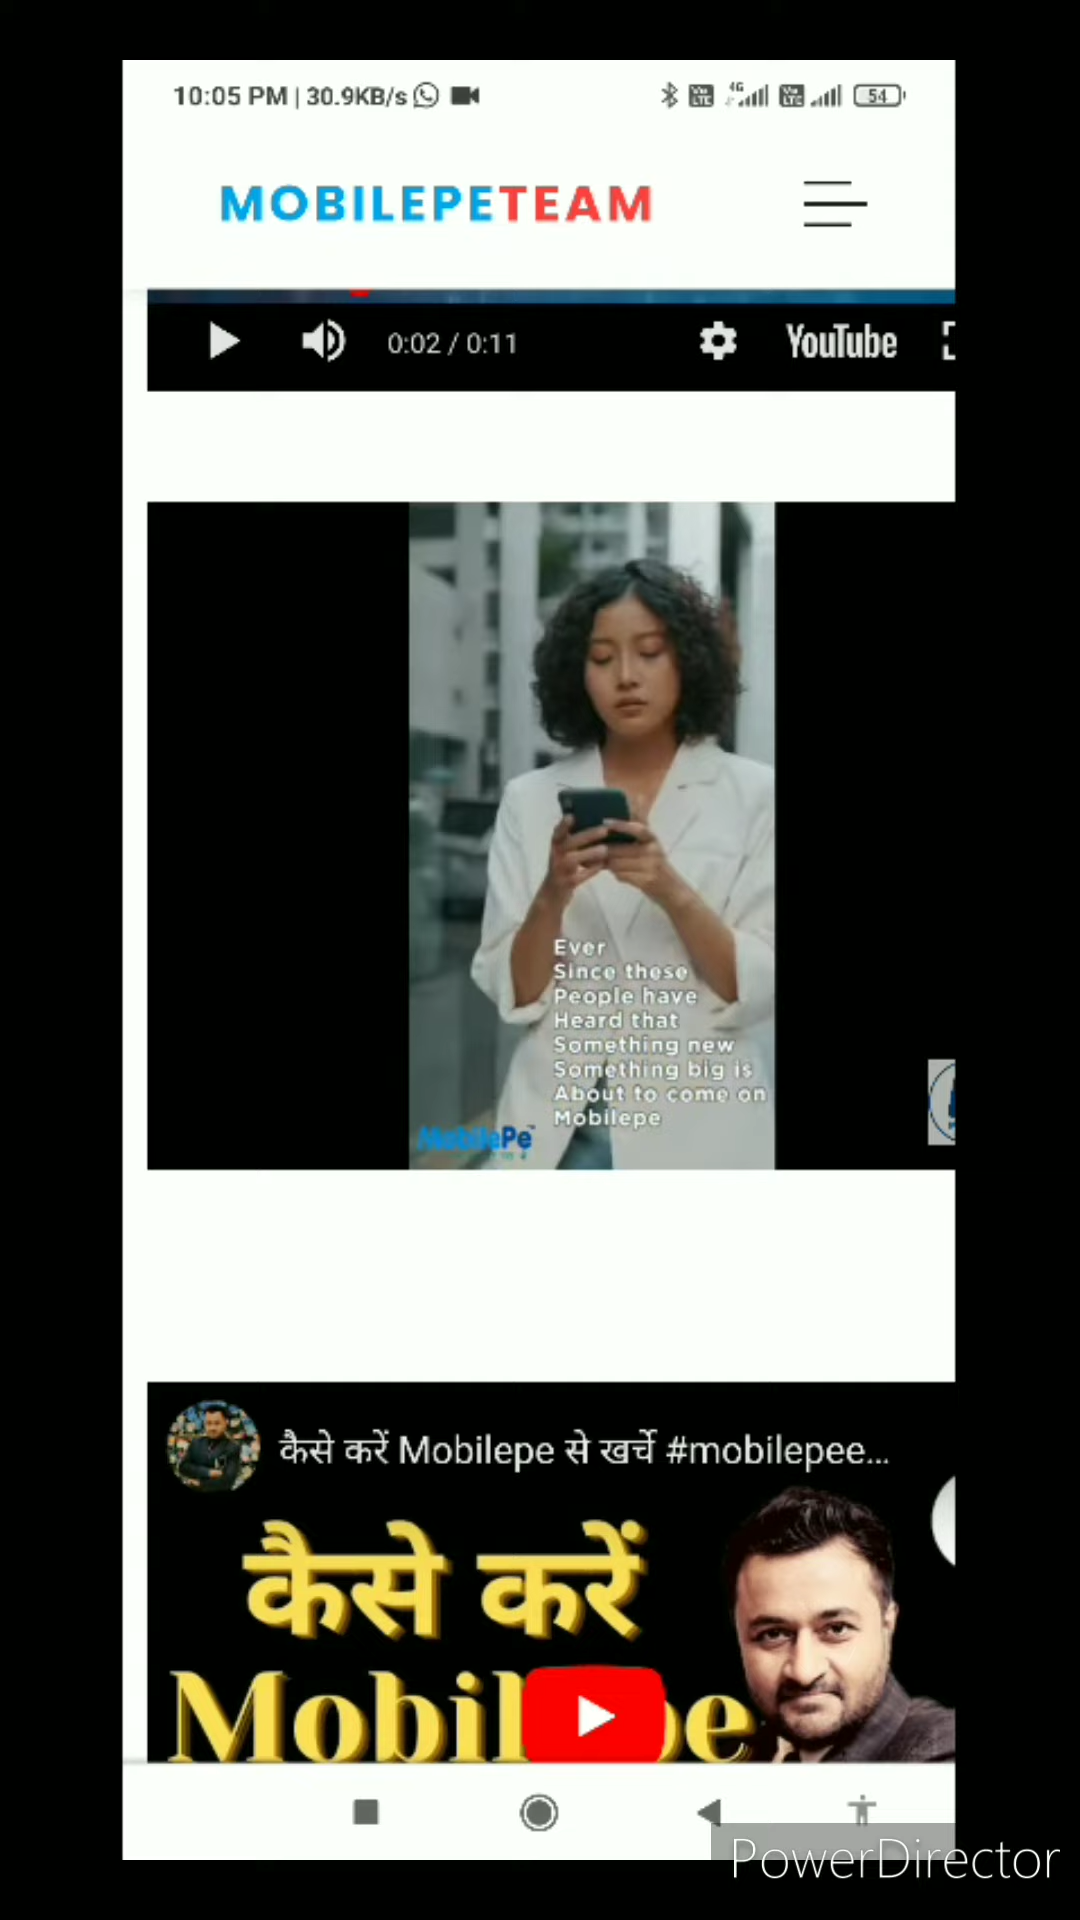 10:05 PM | 30.9KB/s
4G
54
MOBILEPETEAM
0:02 / 0:11
YouTube
Ever
Since these
People have
Heard that
Something new
Something big is
About to come on
Mobilepe
MobilePe
कैसे करें Mobilepe से खर्चे #mobilepee...
कैसे करें
PowerDirector